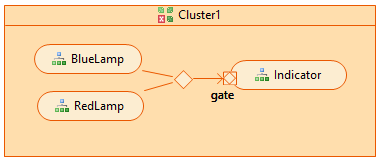 Cluster1
BlueLamp
Indicator
gate
RedLamp